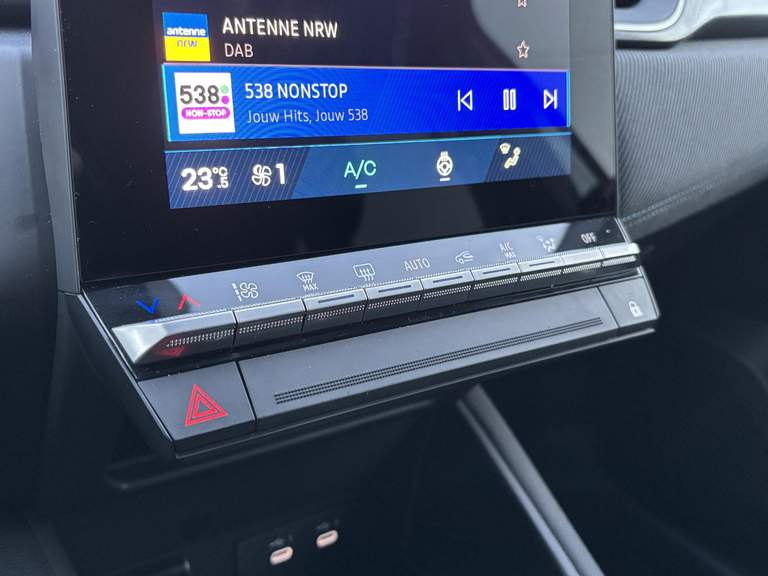 antenne
nrw
ANTENNE NRW
DAB
538
NON-STOP
538 NONSTOP
Jouw Hits, Jouw 538
23°C .5
1
A/C
MAX
AUTO
A/C
MAX
OFF